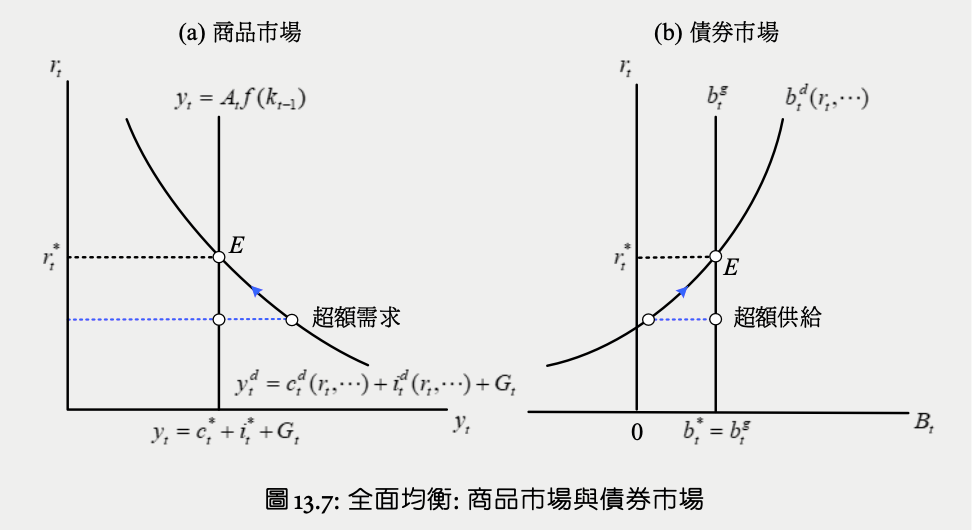 (a) 商品市場
(b) 債券市場
r_t
r_t
y_t = A_t f(k_{t-1})
b_t^g
b_t^d(r_t,⋯)
r_t^*
E
r_t^*
E
超額需求
超額供給
y_t^d = c_t^d(r_t,⋯) + i_t^d(r_t,⋯) + G_t
y_t
B_t
y_t = c_t^* + i_t^* + G_t
0
b_t^* = b_t^g
圖 13.7: 全面均衡: 商品市場與債券市場